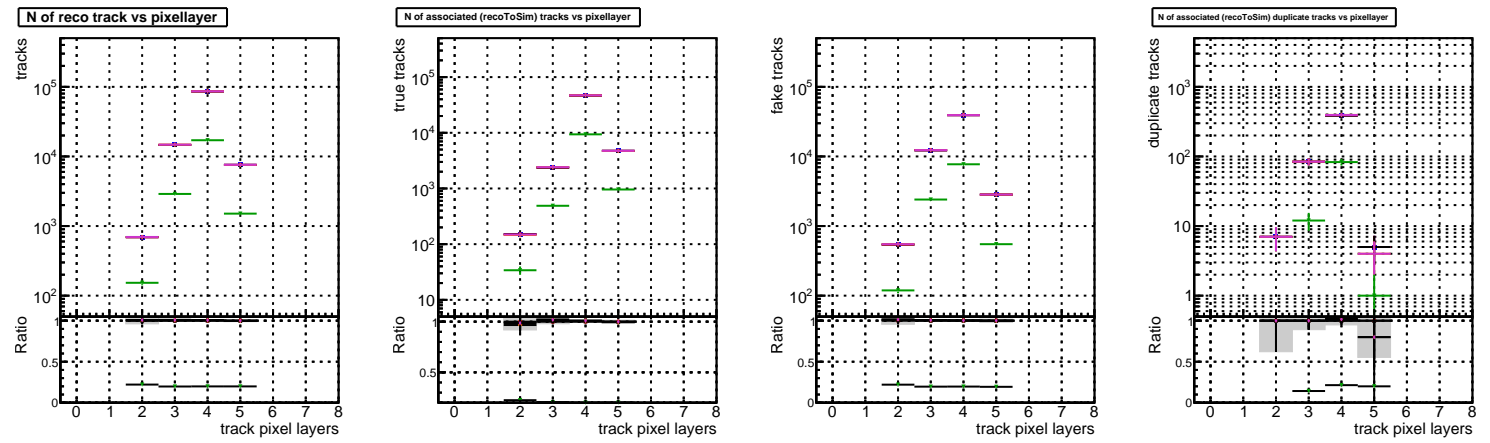 N of reco track vs pixellayer
tracks
10^5
10^4
10^3
10^2
Ratio
1
0.5
0
0 1 2 3 4 5 6 7 8
track pixel layers
N of associated (recoToSim) tracks vs pixellayer
true tracks
10^5
10^4
10^3
10^2
10
Ratio
1
0.5
0 1 2 3 4 5 6 7 8
track pixel layers
fake tracks
10^5
10^4
10^3
10^2
Ratio
1
0.5
0
0 1 2 3 4 5 6 7 8
track pixel layers
N of associated (recoToSim) duplicate tracks vs pixellayer
duplicate tracks
10^3
10^2
10
1
Ratio
1
0.5
0
0 1 2 3 4 5 6 7 8
track pixel layers